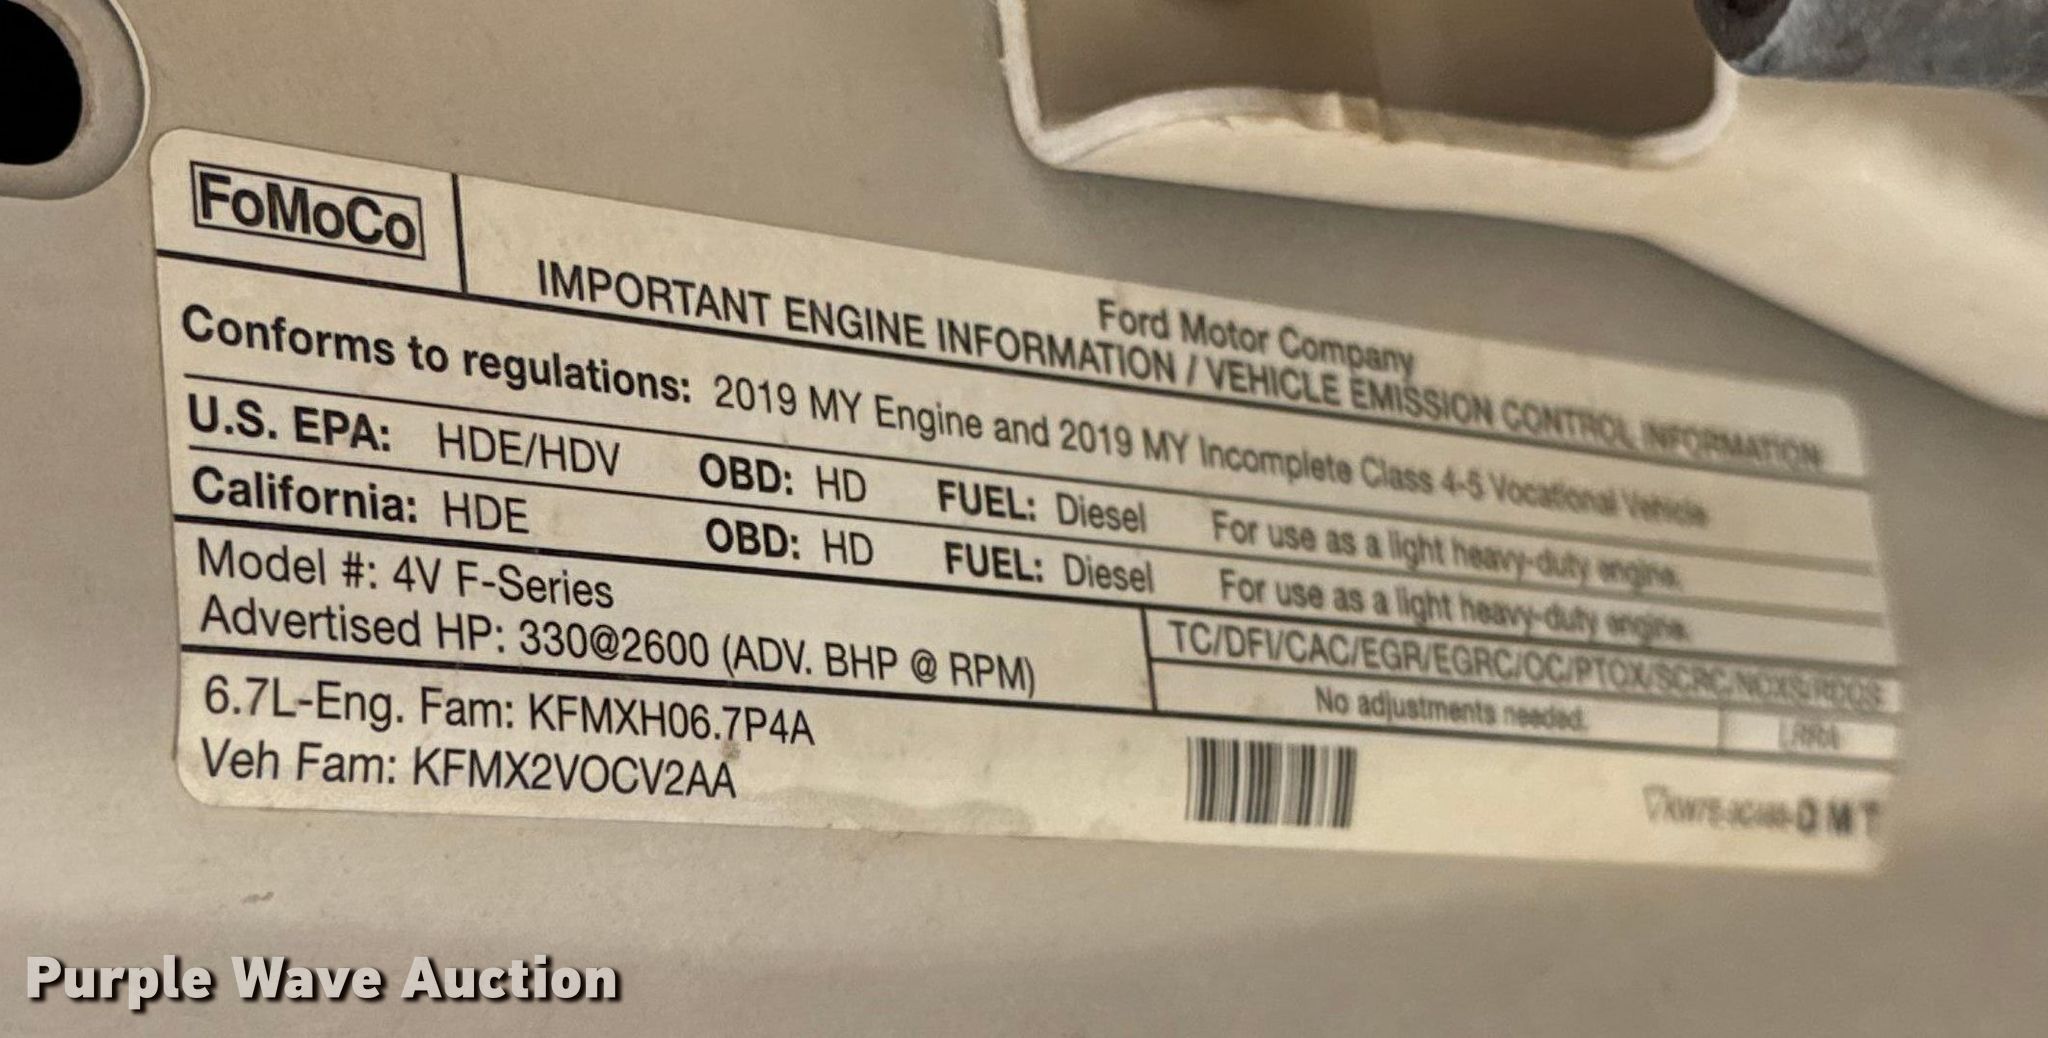 FoMoCo
Ford Motor Company
IMPORTANT ENGINE INFORMATION / VEHICLE EMISSION CONTROL INFORMATION
Conforms to regulations: 2019 MY Engine and 2019 MY Incomplete Class 4-5 Vocational Vehicle
U.S. EPA: HDE/HDV OBD: HD FUEL: Diesel For use as a light heavy-duty engine.
California: HDE OBD: HD FUEL: Diesel For use as a light heavy-duty engine.
Model #: 4V F-Series
Advertised HP: 330@2600 (ADV. BHP @ RPM)
TC/DFI/CAC/EGR/EGRC/OC/PTOX/SCRC/NOXS/RDQS
No adjustments needed.
6.7L-Eng. Fam: KFMXH06.7P4A
Veh Fam: KFMX2VOCV2AA
DMT
Purple Wave Auction